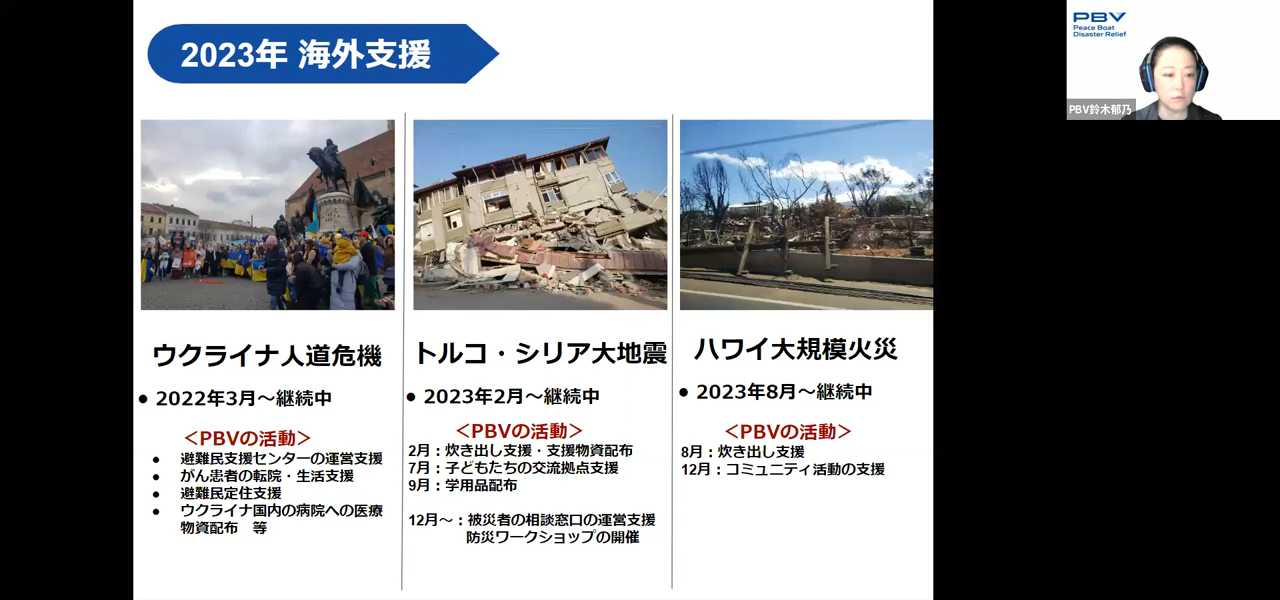 2023年 海外支援
ウクライナ人道危機
● 2022年3月～継続中
＜PBVの活動＞
● 避難民支援センターの運営支援
● がん患者の転院・生活支援
● 避難民定住支援
● ウクライナ国内の病院への医療
物資配布　等
トルコ・シリア大地震
● 2023年2月～継続中
＜PBVの活動＞
2月：炊き出し支援・支援物資配布
7月：子どもたちの交流拠点支援
9月：学用品配布
12月～：被災者の相談窓口の運営支援
防災ワークショップの開催
ハワイ大規模火災
● 2023年8月～継続中
＜PBVの活動＞
8月：炊き出し支援
12月：コミュニティ活動の支援
PBV
Peace Boat
Disaster Relief
PBV鈴木郁乃